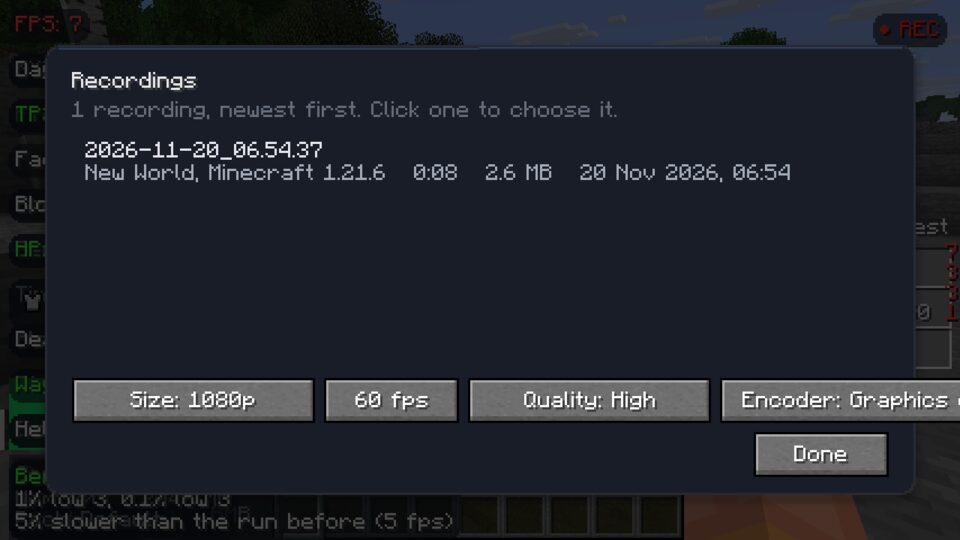 FPS: 7
REC
Recordings
1 recording, newest first. Click one to choose it.
2026-11-20_06.54.37
New World, Minecraft 1.21.6 0:08 2.6 MB 20 Nov 2026, 06:54
Size: 1080p
60 fps
Quality: High
Encoder: Graphics
Done
1% low 3, 0.1% low 3
5% slower than the run before (5 fps)